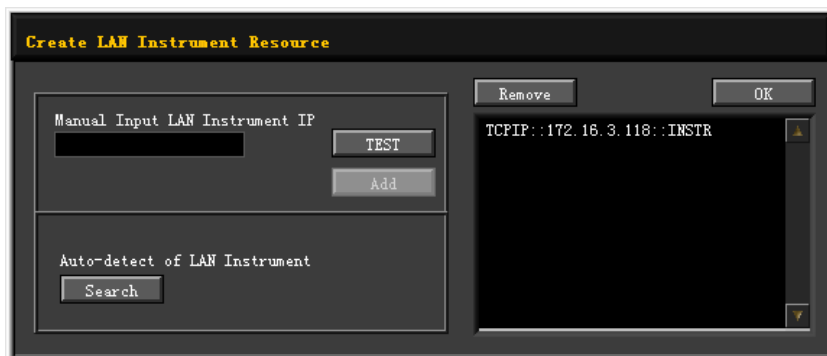 Create LAN Instrument Resource
Remove
OK
Manual Input LAN Instrument IP
TCPIP::172.16.3.118::INSTR
TEST
Add
Auto-detect of LAN Instrument
Search